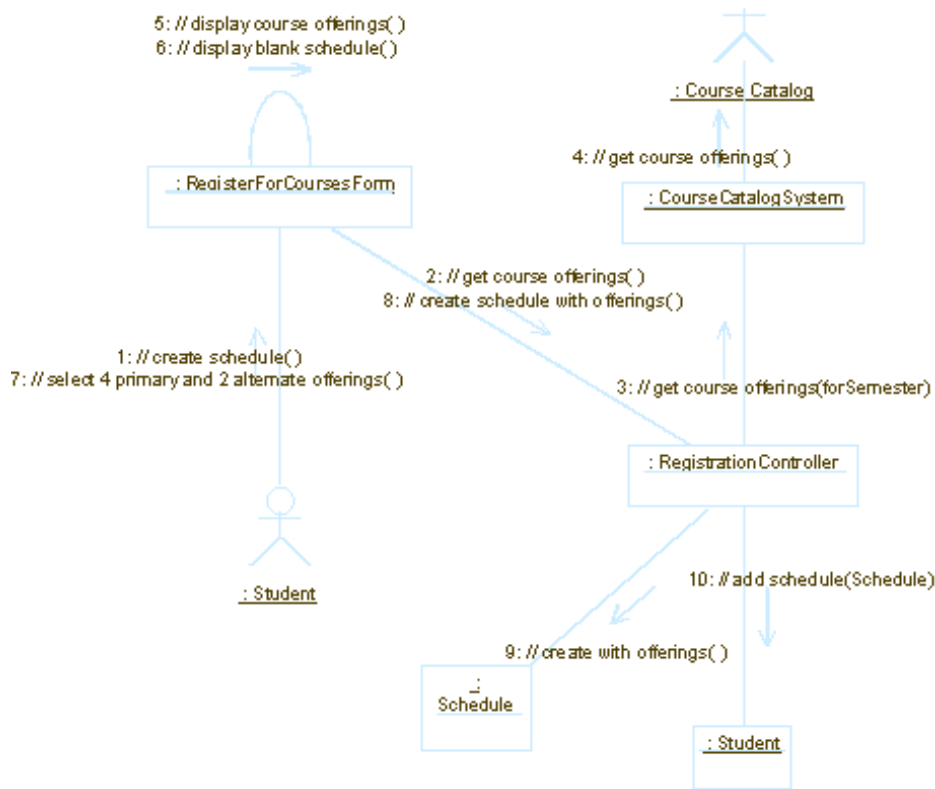 5: // display course offerings( )
6: // display blank schedule( )
: Course Catalog
4: // get course offerings( )
: RegisterForCoursesForm
: CourseCatalogSystem
2: // get course offerings( )
8: // create schedule with offerings( )
1: // create schedule( )
7: // select 4 primary and 2 alternate offerings( )
3: // get course offerings(forSemester)
: RegistrationController
: Student
10: // add schedule(Schedule)
9: // create with offerings( )
:
Schedule
: Student